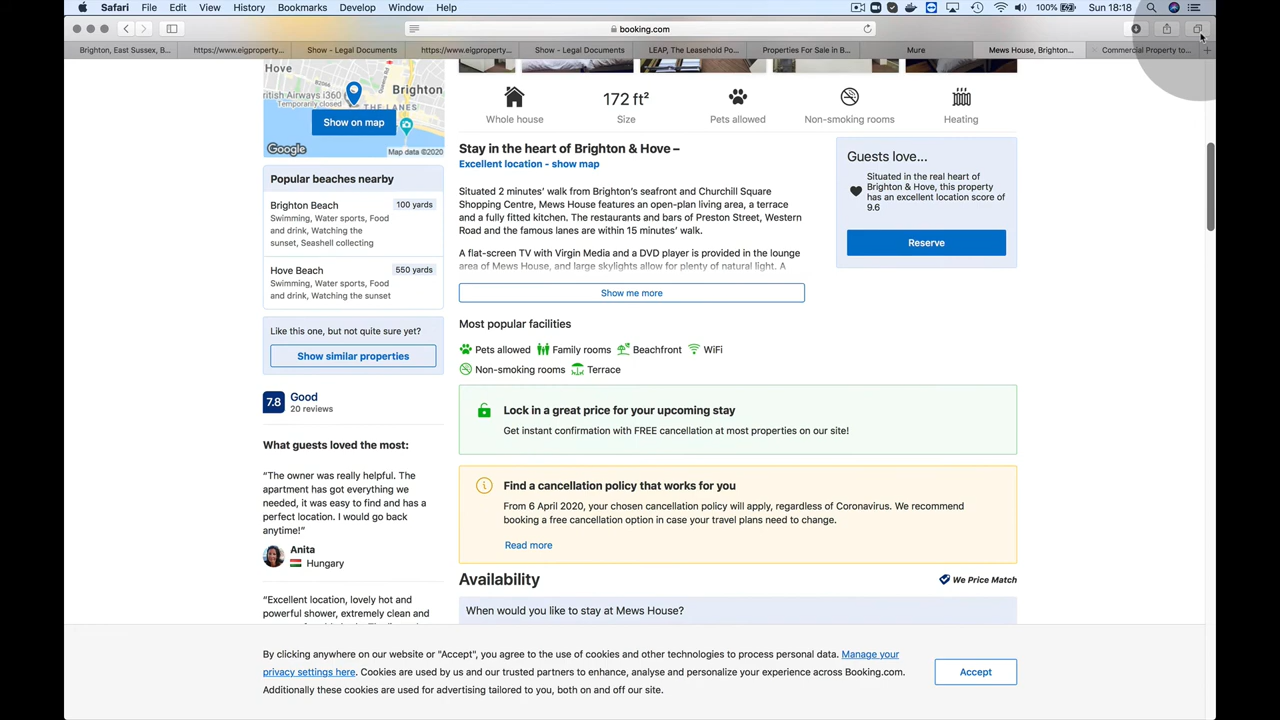 Safari File Edit View History Bookmarks Develop Window Help 100% Sun 18:18
booking.com
Brighton, East Sussex, B... https://www.eigproperty... Show - Legal Documents https://www.eigproperty... Show - Legal Documents LEAP, The Leasehold Po... Properties For Sale in B... Mure Mews House, Brighton... Commercial Property to...
Hove
British Airways i360
Temporarily closed
Brighton
THE LANES
Show on map
Google
Map data ©2020
Popular beaches nearby
Brighton Beach 100 yards
Swimming, Water sports, Food
and drink, Watching the
sunset, Seashell collecting
Hove Beach 550 yards
Swimming, Water sports, Food
and drink, Watching the sunset
Like this one, but not quite sure yet?
Show similar properties
7.8 Good
20 reviews
What guests loved the most:
“The owner was really helpful. The
apartment has got everything we
needed, it was easy to find and has a
perfect location. I would go back
anytime!”
Anita
Hungary
“Excellent location, lovely hot and
powerful shower, extremely clean and
Whole house
172 ft²
Size
Pets allowed
Non-smoking rooms
Heating
Stay in the heart of Brighton & Hove –
Excellent location - show map
Situated 2 minutes’ walk from Brighton’s seafront and Churchill Square
Shopping Centre, Mews House features an open-plan living area, a terrace
and a fully fitted kitchen. The restaurants and bars of Preston Street, Western
Road and the famous lanes are within 15 minutes’ walk.
A flat-screen TV with Virgin Media and a DVD player is provided in the lounge
area of Mews House, and large skylights allow for plenty of natural light. A
Show me more
Guests love...
Situated in the real heart of
Brighton & Hove, this property
has an excellent location score of
9.6
Reserve
Most popular facilities
Pets allowed Family rooms Beachfront WiFi
Non-smoking rooms Terrace
Lock in a great price for your upcoming stay
Get instant confirmation with FREE cancellation at most properties on our site!
Find a cancellation policy that works for you
From 6 April 2020, your chosen cancellation policy will apply, regardless of Coronavirus. We recommend
booking a free cancellation option in case your travel plans need to change.
Read more
Availability We Price Match
When would you like to stay at Mews House?
By clicking anywhere on our website or "Accept", you agree to the use of cookies and other technologies to process personal data. Manage your
privacy settings here. Cookies are used by us and our trusted partners to enhance, analyse and personalize your experience across Booking.com.
Additionally these cookies are used for advertising tailored to you, both on and off our site.
Accept